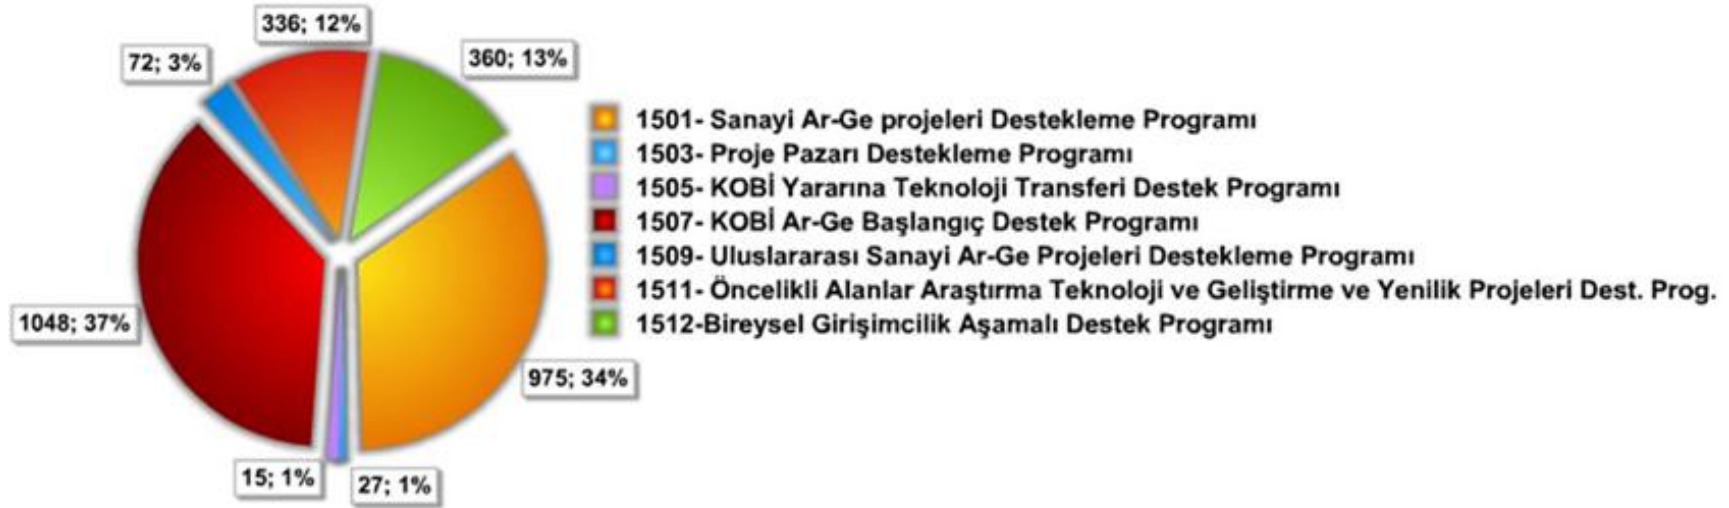 336; 12%
72; 3%
360; 13%
1048; 37%
975; 34%
15; 1%
27; 1%
1501- Sanayi Ar-Ge projeleri Destekleme Programı
1503- Proje Pazarı Destekleme Programı
1505- KOBİ Yararına Teknoloji Transferi Destek Programı
1507- KOBİ Ar-Ge Başlangıç Destek Programı
1509- Uluslararası Sanayi Ar-Ge Projeleri Destekleme Programı
1511- Öncelikli Alanlar Araştırma Teknoloji ve Geliştirme ve Yenilik Projeleri Dest. Prog.
1512-Bireysel Girişimcilik Aşamalı Destek Programı